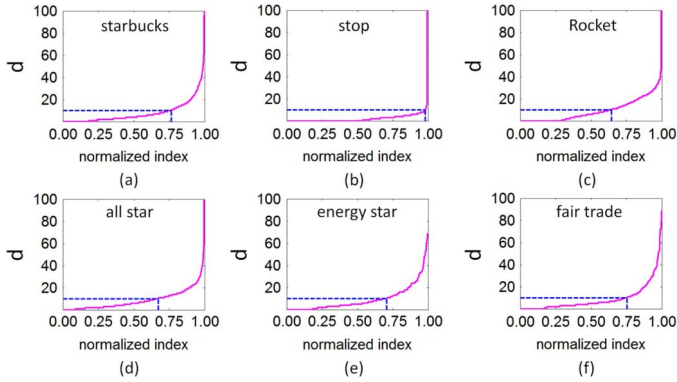 starbucks
d
100
80
60
40
20
0.00 0.25 0.50 0.75 1.00
normalized index
(a)
stop
d
100
80
60
40
20
0.00 0.25 0.50 0.75 1.00
normalized index
(b)
Rocket
d
100
80
60
40
20
0.00 0.25 0.50 0.75 1.00
normalized index
(c)
all star
d
100
80
60
40
20
0
0.00 0.25 0.50 0.75 1.00
normalized index
(d)
energy star
d
100
80
60
40
20
0
0.00 0.25 0.50 0.75 1.00
normalized index
(e)
fair trade
d
100
80
60
40
20
0
0.00 0.25 0.50 0.75 1.00
normalized index
(f)